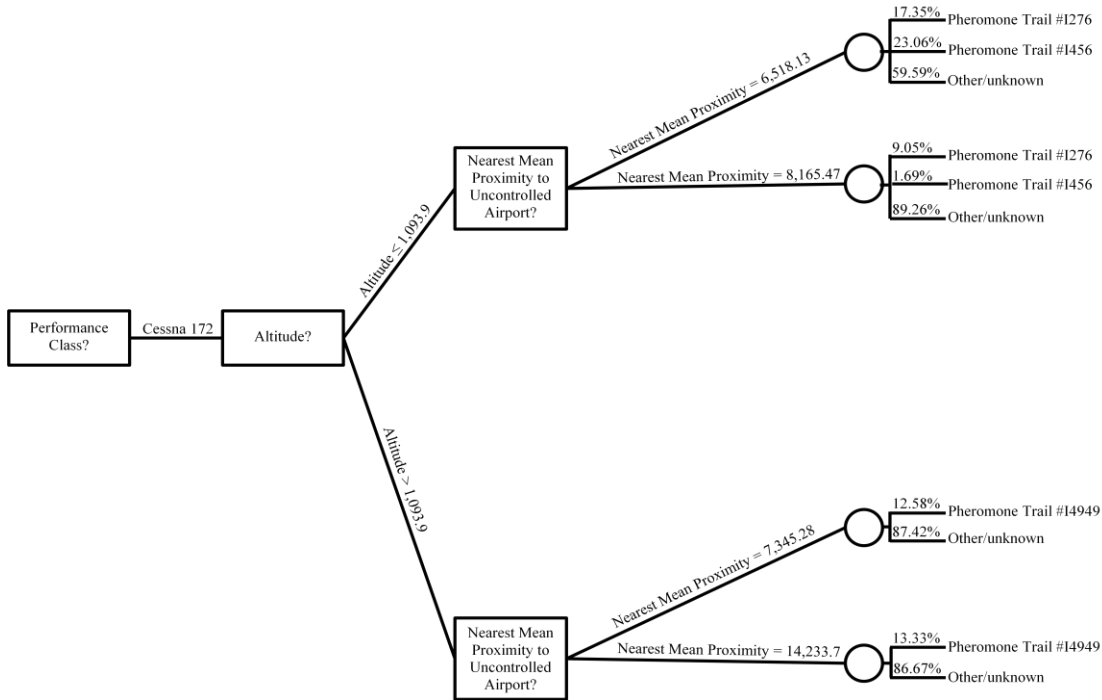 Performance
Class?
Cessna 172
Altitude?
Altitude ≤ 1,093.9
Nearest Mean
Proximity to
Uncontrolled
Airport?
Nearest Mean Proximity = 6,518.13
17.35%
Pheromone Trail #I276
23.06%
Pheromone Trail #I456
59.59%
Other/unknown
Nearest Mean Proximity = 8,165.47
9.05%
Pheromone Trail #I276
1.69%
Pheromone Trail #I456
89.26%
Other/unknown
Altitude > 1,093.9
Nearest Mean
Proximity to
Uncontrolled
Airport?
Nearest Mean Proximity = 7,345.28
12.58%
Pheromone Trail #I4949
87.42%
Other/unknown
Nearest Mean Proximity = 14,233.7
13.33%
Pheromone Trail #I4949
86.67%
Other/unknown